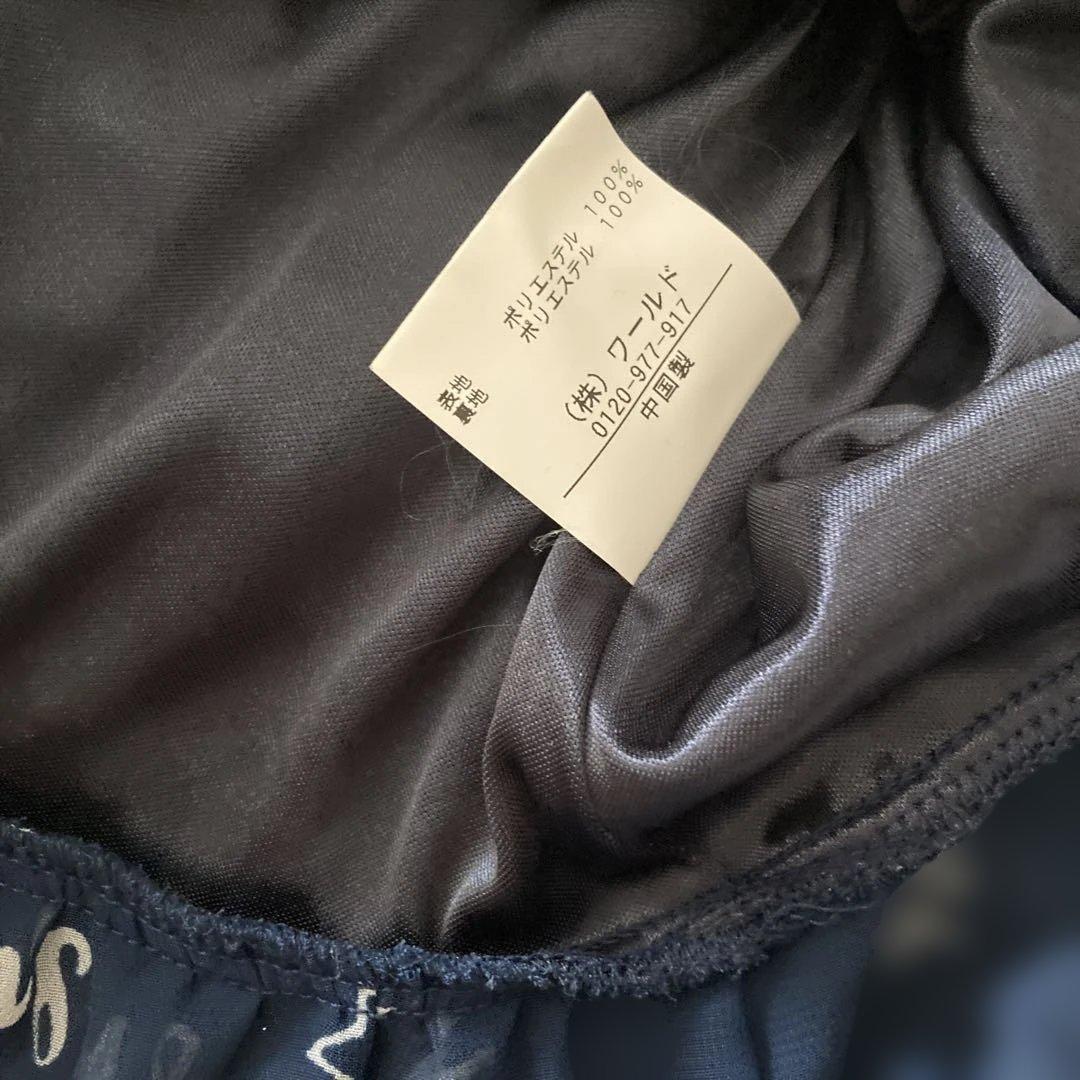 表地 ポリエステル 100%
裏地 ポリエステル 100%
(株) ワールド
0120-977-917
中国製